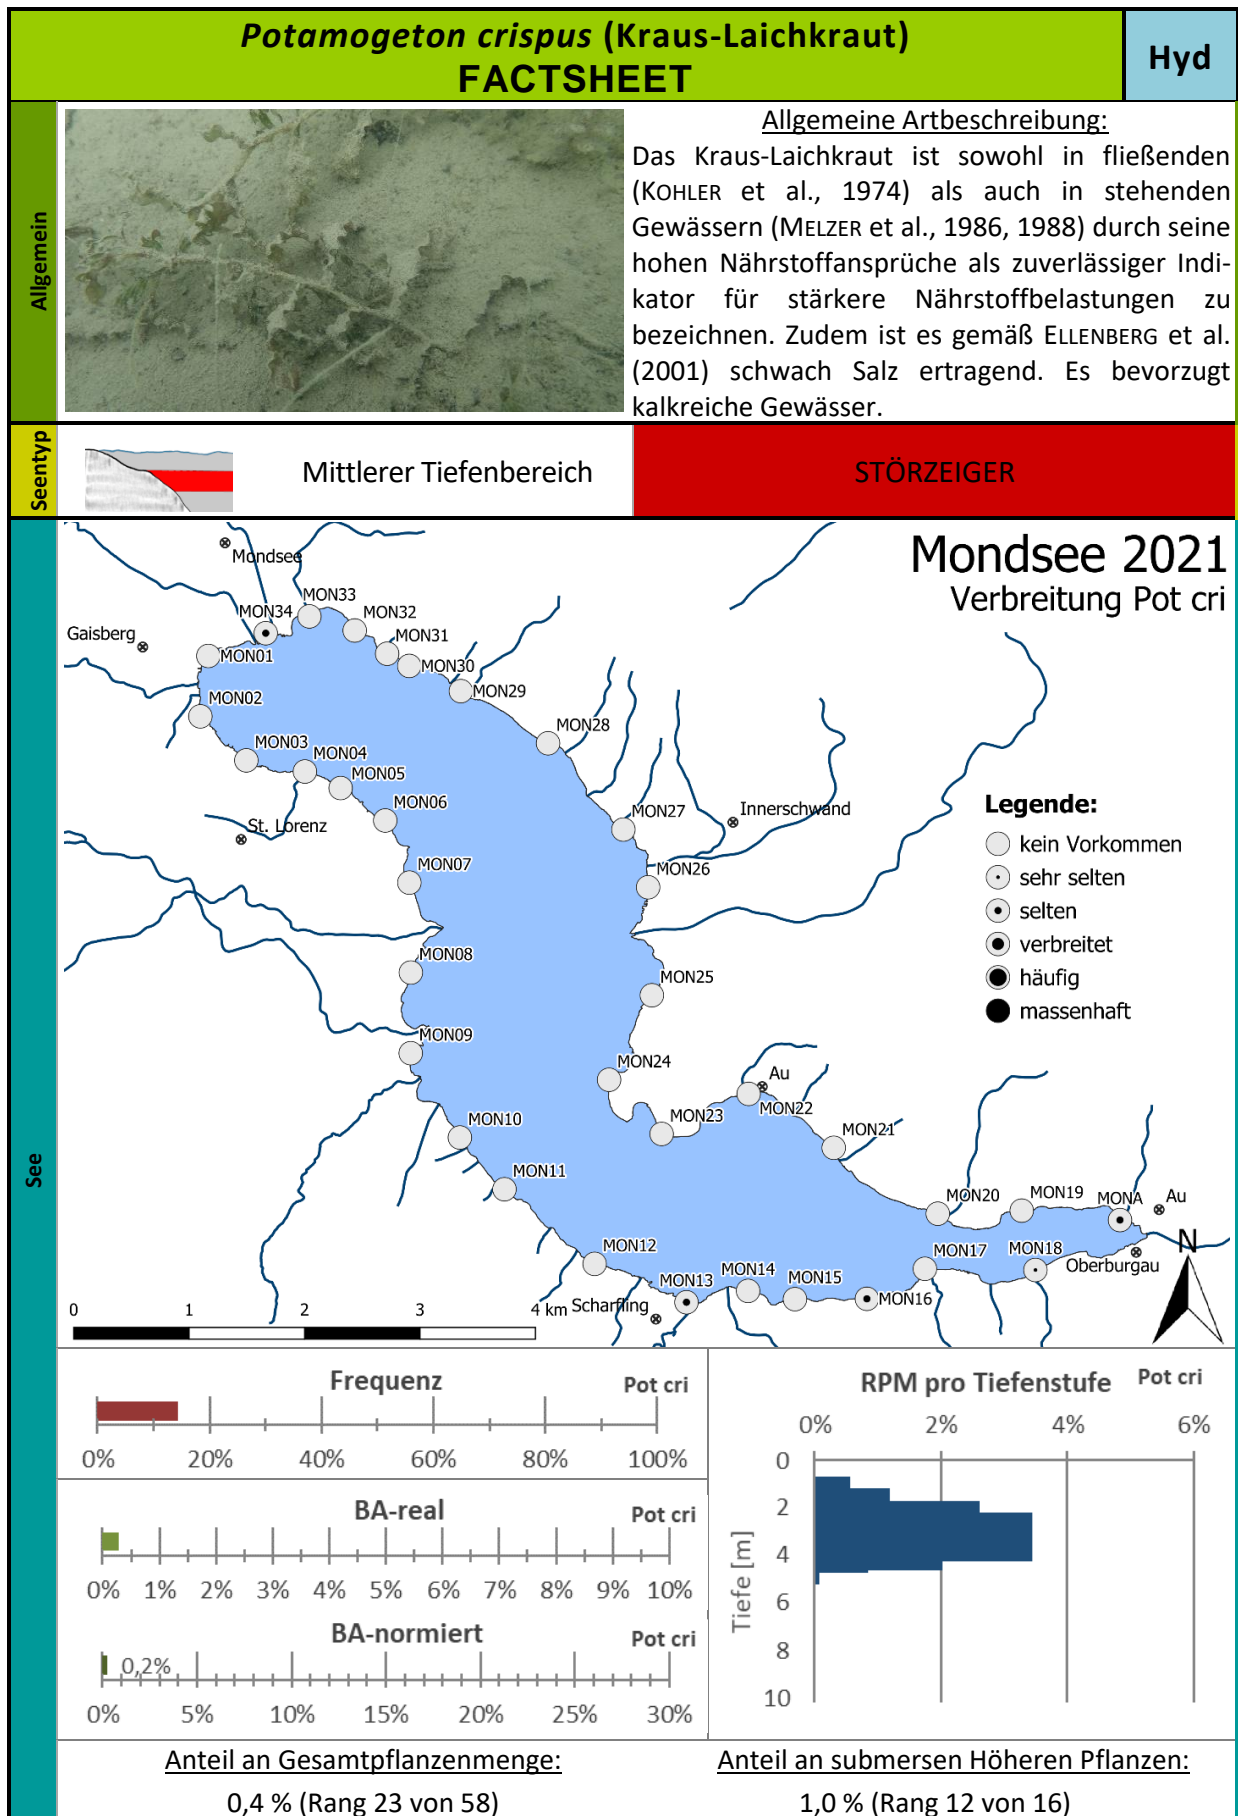 Potamogeton crispus (Kraus-Laichkraut)
FACTSHEET
Hyd
Allgemein
Allgemeine Artbeschreibung:
Das Kraus-Laichkraut ist sowohl in fließenden
(KOHLER et al., 1974) als auch in stehenden
Gewässern (MELZER et al., 1986, 1988) durch seine
hohen Nährstoffansprüche als zuverlässiger Indi-
kator für stärkere Nährstoffbelastungen zu
bezeichnen. Zudem ist es gemäß ELLENBERG et al.
(2001) schwach Salz ertragend. Es bevorzugt
kalkreiche Gewässer.
Seentyp
Mittlerer Tiefenbereich
STÖRZEIGER
See
Mondsee 2021
Verbreitung Pot cri
Mondsee
Gaisberg
St. Lorenz
Innerschwand
Au
Au
Oberburgau
Scharfling
MON01
MON02
MON03
MON04
MON05
MON06
MON07
MON08
MON09
MON10
MON11
MON12
MON13
MON14
MON15
MON16
MON17
MON18
MON19
MON20
MON21
MON22
MON23
MON24
MON25
MON26
MON27
MON28
MON29
MON30
MON31
MON32
MON33
MON34
MONA
Legende:
kein Vorkommen
sehr selten
selten
verbreitet
häufig
massenhaft
N
0 1 2 3 4 km
Frequenz
Pot cri
0% 20% 40% 60% 80% 100%
BA-real
Pot cri
0% 1% 2% 3% 4% 5% 6% 7% 8% 9% 10%
BA-normiert
Pot cri
0,2%
0% 5% 10% 15% 20% 25% 30%
RPM pro Tiefenstufe
Pot cri
0% 2% 4% 6%
Tiefe [m]
0
2
4
6
8
10
Anteil an Gesamtpflanzenmenge:
0,4 % (Rang 23 von 58)
Anteil an submersen Höheren Pflanzen:
1,0 % (Rang 12 von 16)